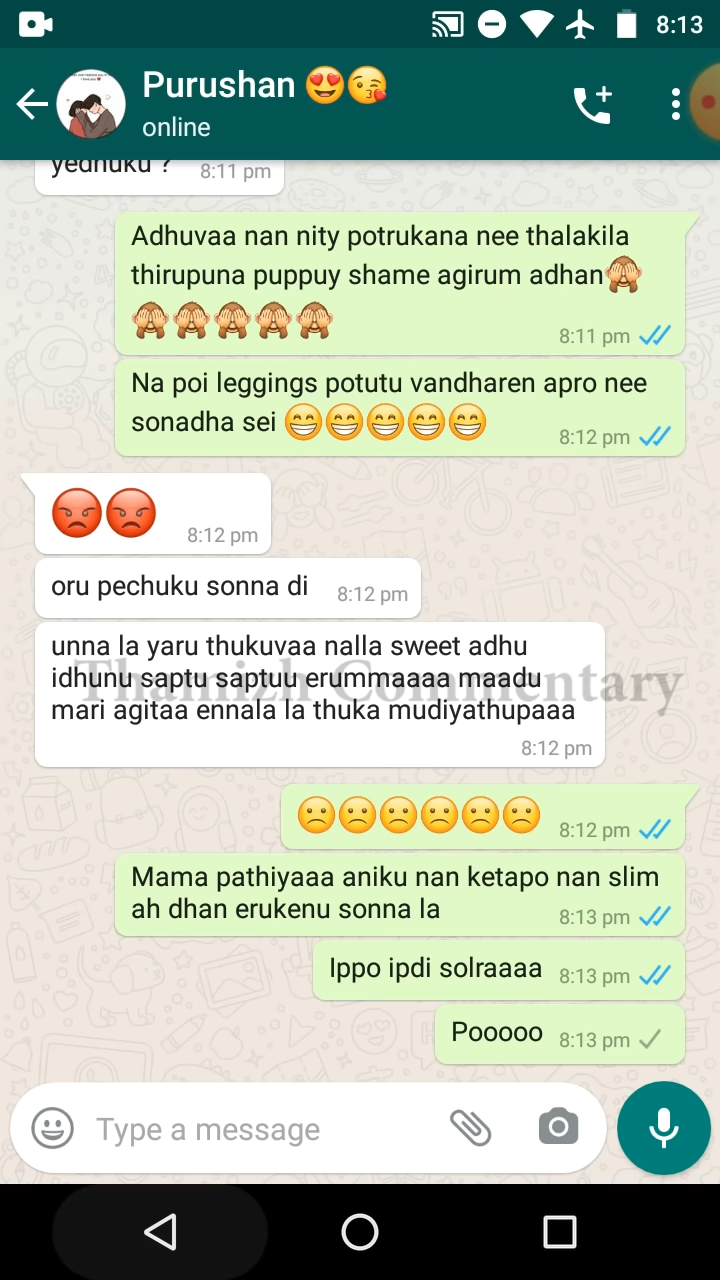 8:13
Purushan 😍😘
online
yedhuku ? 8:11 pm
Adhuvaa nan nity potrukana nee thalakila
thirupuna puppuy shame agirum adhan🙈
🙈🙈🙈🙈🙈
8:11 pm
Na poi leggings potutu vandharen apro nee
sonadha sei 😁😁😁😁😁 8:12 pm
😡😡 8:12 pm
oru pechuku sonna di 8:12 pm
unna la yaru thukuvaa nalla sweet adhu
idhunu saptu saptuu erummaaaa maadu
mari agitaa ennala la thuka mudiyathupaaa
8:12 pm
Thamizh Commentary
🙁🙁🙁🙁🙁🙁 8:12 pm
Mama pathiyaaa aniku nan ketapo nan slim
ah dhan erukenu sonna la 8:13 pm
Ippo ipdi solraaaa 8:13 pm
Pooooo 8:13 pm
Type a message